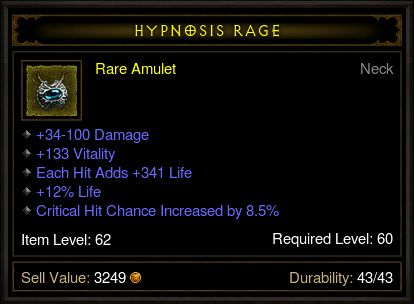 HYPNOSIS RAGE
Rare Amulet Neck
+34-100 Damage
+133 Vitality
Each Hit Adds +341 Life
+12% Life
Critical Hit Chance Increased by 8.5%
Item Level: 62 Required Level: 60
Sell Value: 3249 Durability: 43/43